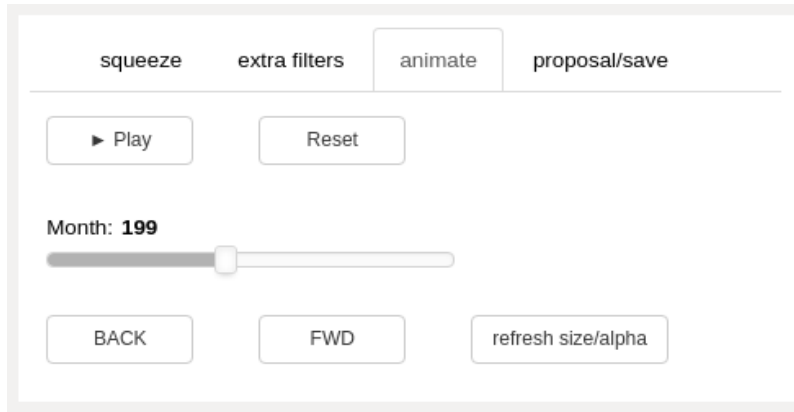 squeeze extra filters animate proposal/save
► Play Reset
Month: 199
BACK FWD refresh size/alpha